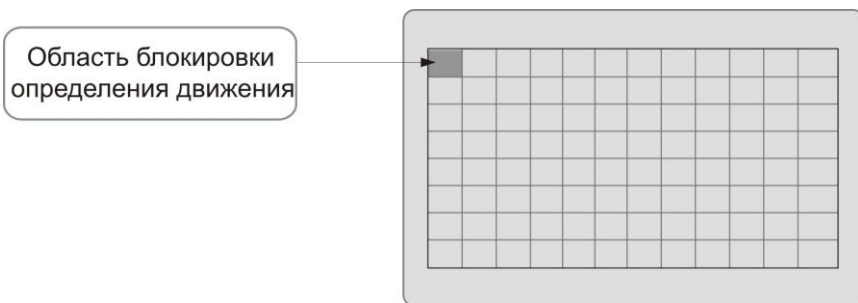 Область блокировки
определения движения